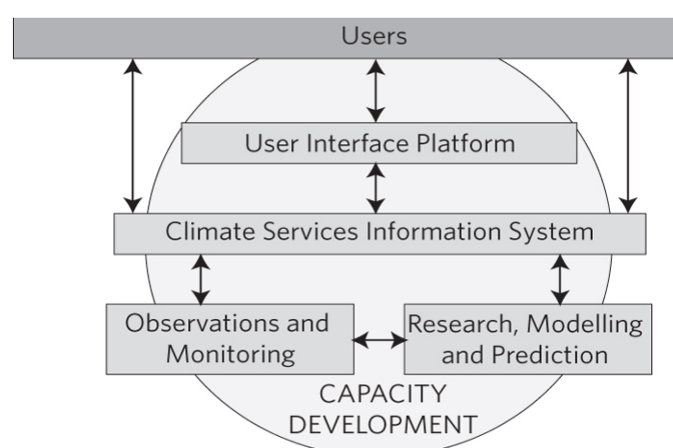 Users
User Interface Platform
Climate Services Information System
Observations and
Monitoring
Research, Modelling
and Prediction
CAPACITY
DEVELOPMENT